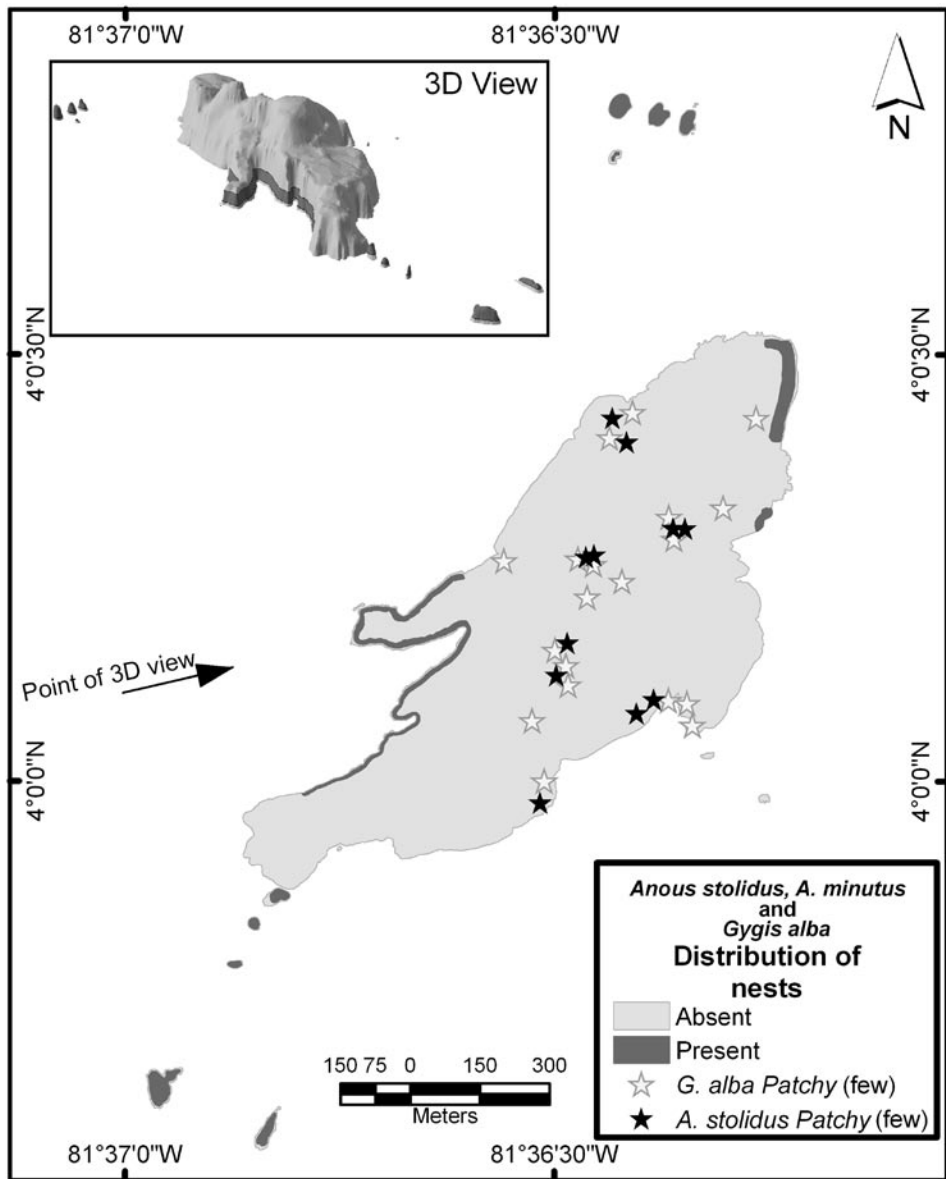 81°37'0"W
81°36'30"W
3D View
N
4°0'30"N
4°0'30"N
Point of 3D view
4°0'0"N
4°0'0"N
Anous stolidus, A. minutus
and
Gygis alba
Distribution of
nests
Absent
Present
G. alba Patchy (few)
A. stolidus Patchy (few)
150 75 0 150 300
Meters
81°37'0"W
81°36'30"W